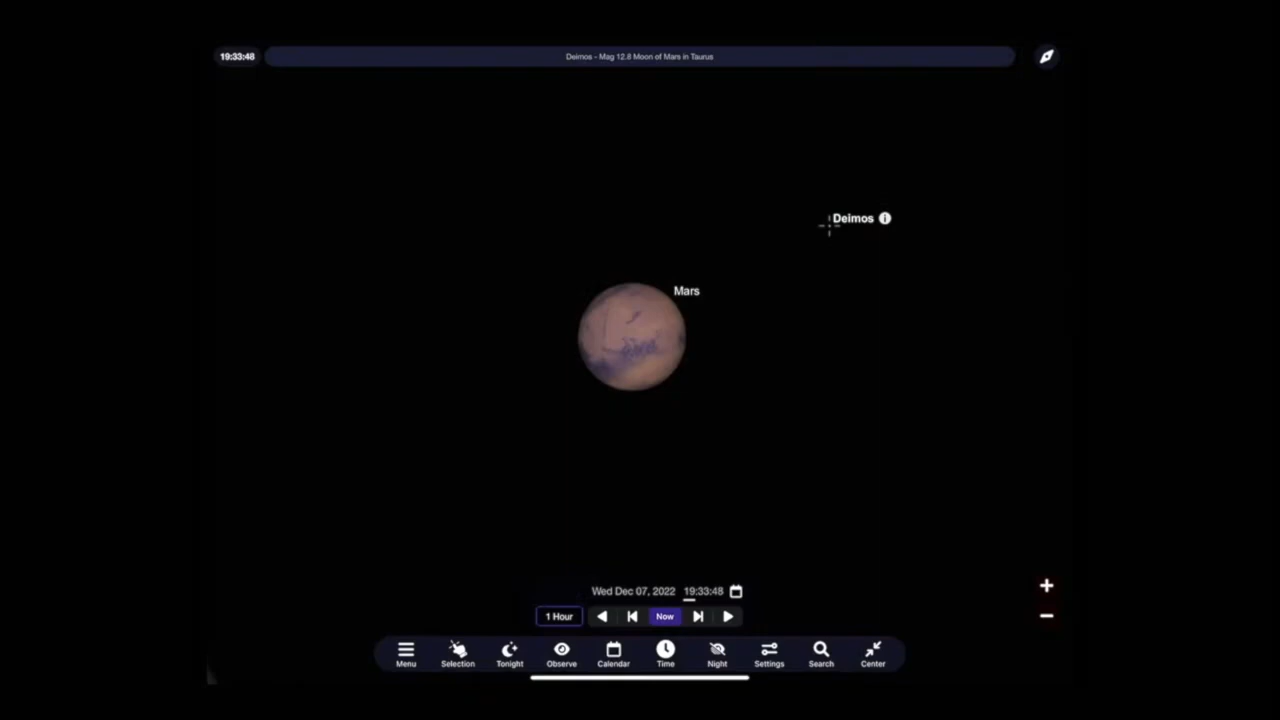 19:33:48
Deimos - Mag 12.8 Moon of Mars in Taurus
Deimos
Mars
Wed Dec 07, 2022 19:33:48
1 Hour
Now
Menu Selection Tonight Observe Calendar Time Night Settings Search Center